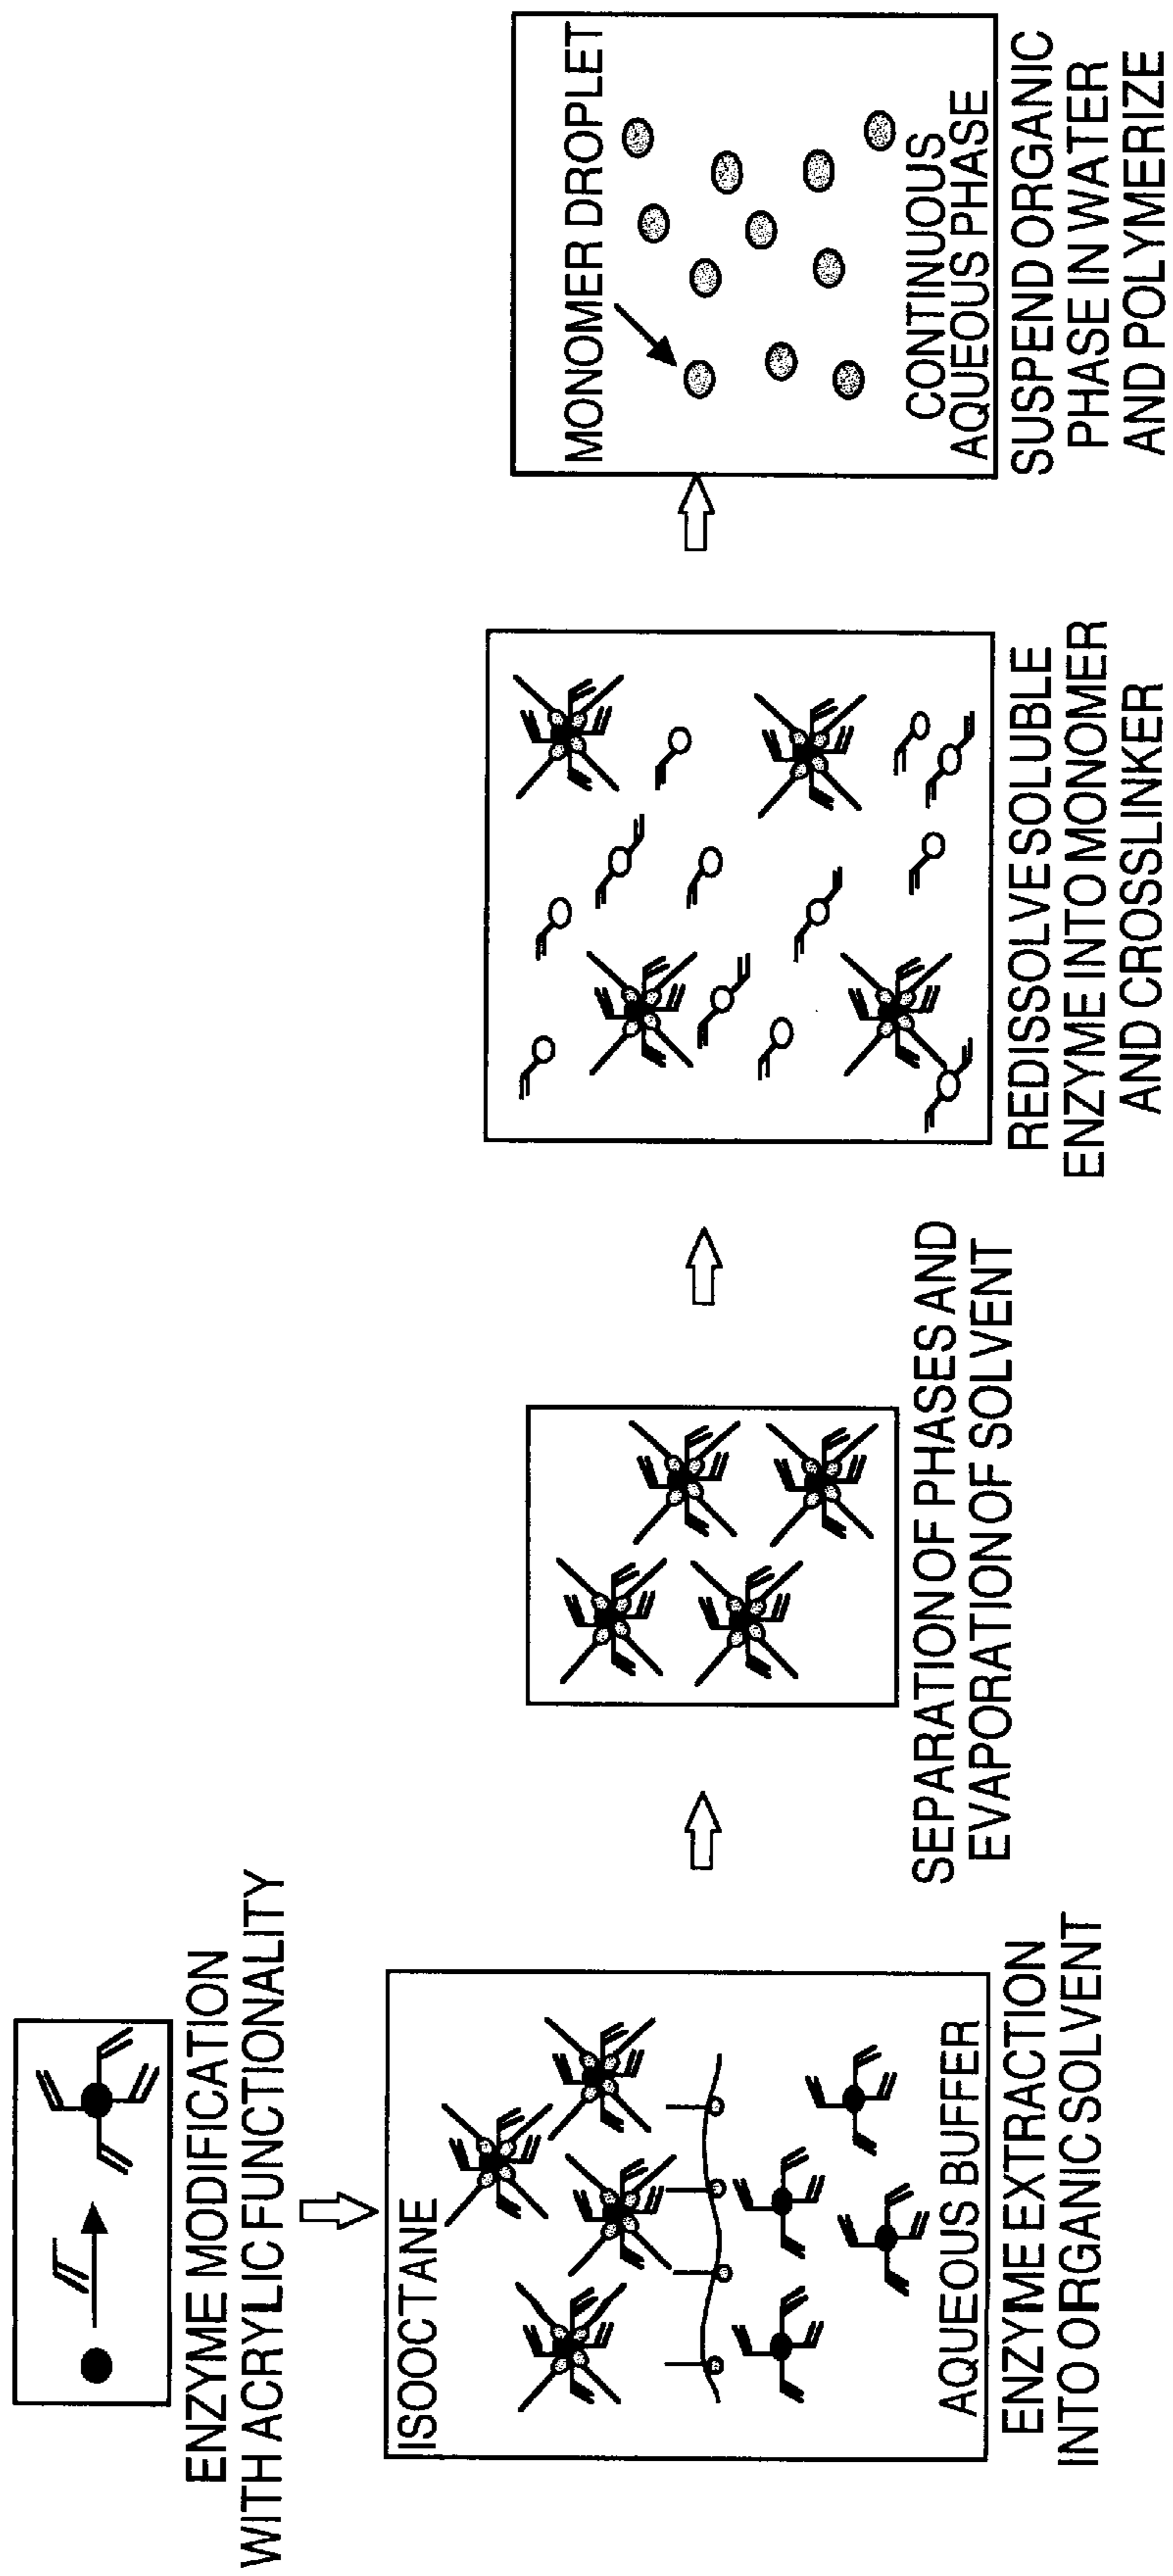 ENZYME MODIFICATION
WITH ACRYLIC FUNCTIONALITY
ISOOCTANE
AQUEOUS BUFFER
ENZYME EXTRACTION
INTO ORGANIC SOLVENT
SEPARATION OF PHASES AND
EVAPORATION OF SOLVENT
REDISSOLVE SOLUBLE
ENZYME INTO MONOMER
AND CROSSLINKER
MONOMER DROPLET
CONTINUOUS
AQUEOUS PHASE
SUSPEND ORGANIC
PHASE IN WATER
AND POLYMERIZE